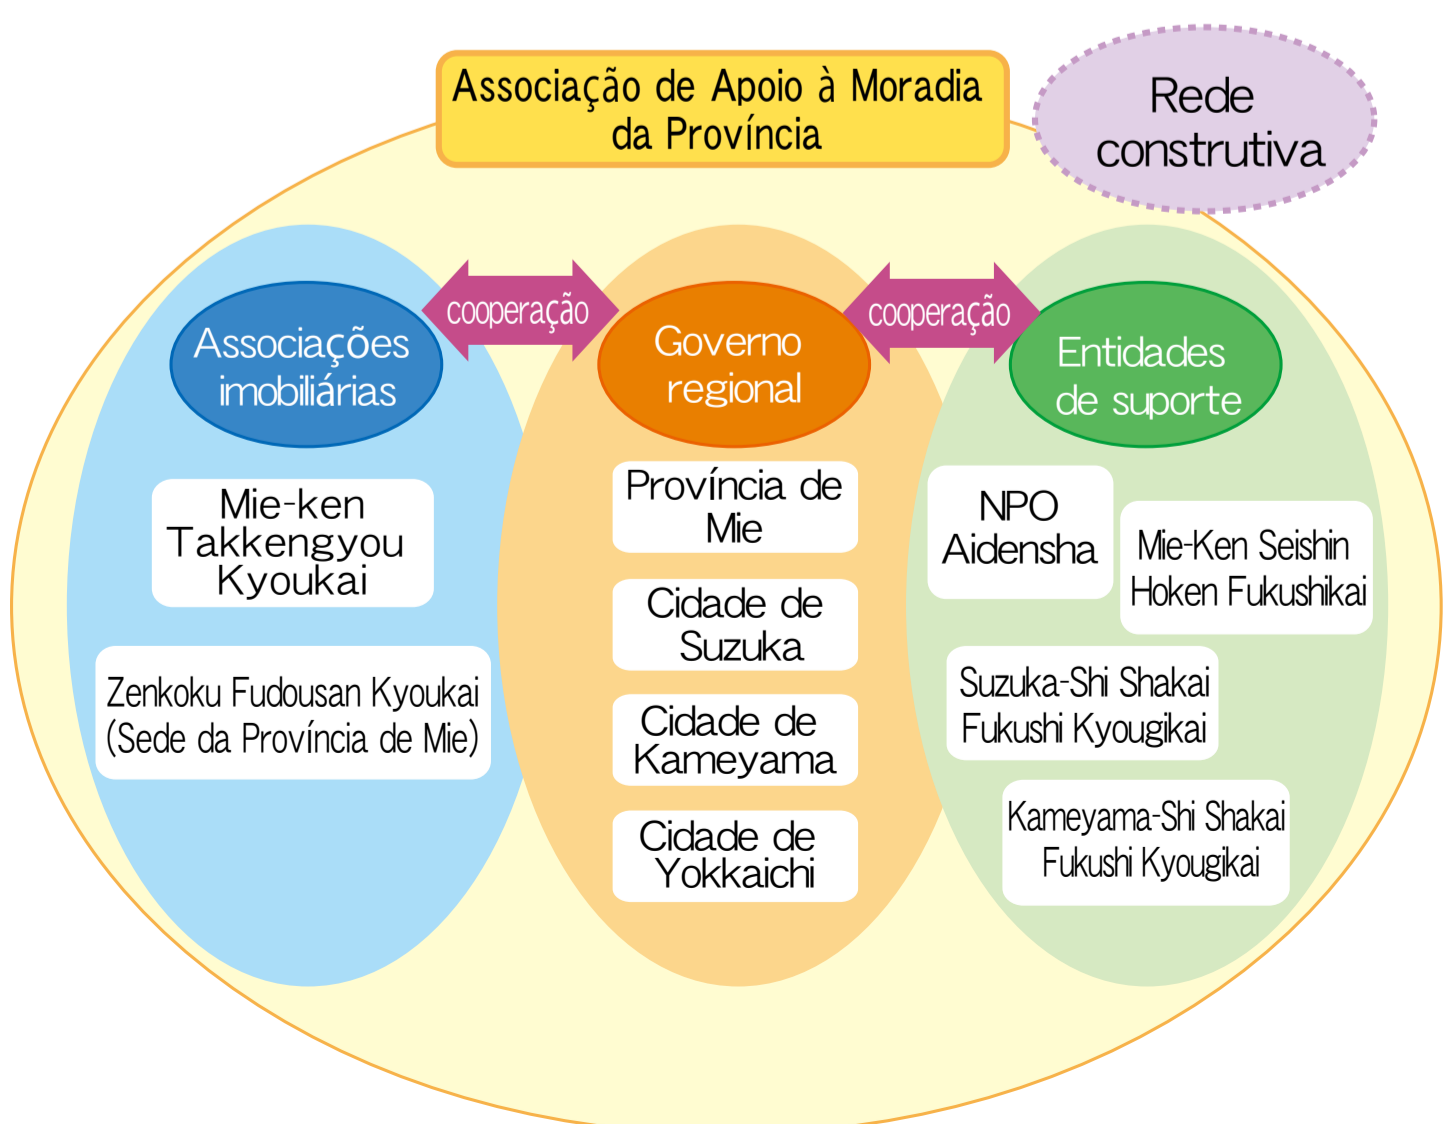 Associação de Apoio à Moradia
da Província
Rede
construtiva
cooperação
cooperação
Associações
imobiliárias
Governo
regional
Entidades
de suporte
Mie-ken
Takkengyou
Kyoukai
Zenkoku Fudousan Kyoukai
(Sede da Província de Mie)
Província de
Mie
Cidade de
Suzuka
Cidade de
Kameyama
Cidade de
Yokkaichi
NPO
Aidensha
Mie-Ken Seishin
Hoken Fukushikai
Suzuka-Shi Shakai
Fukushi Kyougikai
Kameyama-Shi Shakai
Fukushi Kyougikai